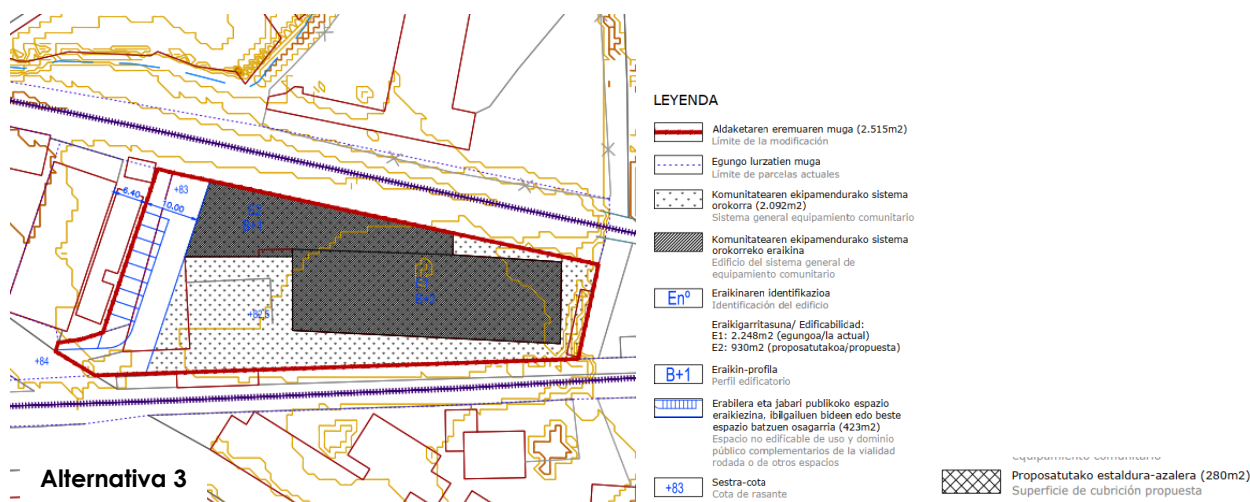 +83
6.40
10.00
E2
B+1
E1
+82.5
+84
Alternativa 3
LEYENDA
Aldaketaren eremuaren muga (2.515m2)
Límite de la modificación
Egungo lurzatien muga
Límite de parcelas actuales
Komunitatearen ekipamendurako sistema
orokorra (2.092m2)
Sistema general equipamiento comunitario
Komunitatearen ekipamendurako sistema
orokorreko eraikina
Edificio del sistema general de
equipamiento comunitario
Enº
Eraikinaren identifikazioa
Identificación del edificio
Eraikigarritasuna/ Edificabilidad:
E1: 2.248m2 (egungoa/la actual)
E2: 930m2 (proposatutakoa/propuesta)
B+1
Eraikin-profila
Perfil edificatorio
Erabilera eta jabari publikoko espazio
eraikiezina, ibilgailuen bideen edo beste
espazio batzuen osagarria (423m2)
Espacio no edificable de uso y dominio
público complementarios de la vialidad
rodada o de otros espacios
+83
Sestra-cota
Cota de rasante
equipamiento comunitario
Proposatutako estaldura-azalera (280m2)
Superficie de cubrición propuesta